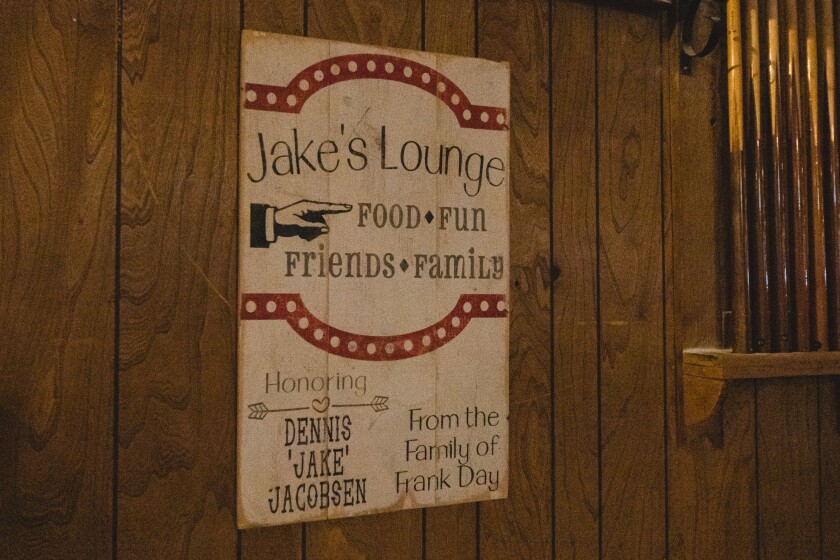 Jake's Lounge
FOOD♦FUN
FriENDS♦FamiLy
Honoring
DENNIS
'JAKE'
JACOBSEN
From the
Family of
Frank Day